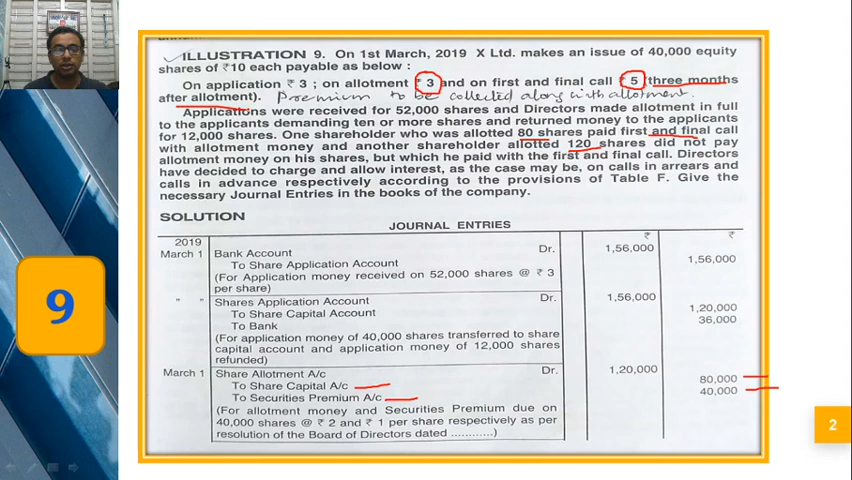 ILLUSTRATION 9. On 1st March, 2019 X Ltd. makes an issue of 40,000 equity
shares of ₹10 each payable as below :
On application ₹ 3 ; on allotment ₹ 3 and on first and final call ₹ 5 (three months
after allotment). Premium to be collected along with allotment.
Applications were received for 52,000 shares and Directors made allotment in full
to the applicants demanding ten or more shares and returned money to the applicants
for 12,000 shares. One shareholder who was allotted 80 shares paid first and final call
with allotment money and another shareholder allotted 120 shares did not pay
allotment money on his shares, but which he paid with the first and final call. Directors
have decided to charge and allow interest, as the case may be, on calls in arrears and
calls in advance respectively according to the provisions of Table F. Give the
necessary Journal Entries in the books of the company.
SOLUTION
JOURNAL ENTRIES
₹ ₹
2019
March 1 Bank Account Dr. 1,56,000
To Share Application Account 1,56,000
(For Application money received on 52,000 shares @ ₹ 3
per share)
" " Shares Application Account Dr. 1,56,000
To Share Capital Account 1,20,000
To Bank 36,000
(For application money of 40,000 shares transferred to share
capital account and application money of 12,000 shares
refunded)
March 1 Share Allotment A/c Dr. 1,20,000
To Share Capital A/c 80,000
To Securities Premium A/c 40,000
(For allotment money and Securities Premium due on
40,000 shares @ ₹ 2 and ₹ 1 per share respectively as per
resolution of the Board of Directors dated ............)
9
2